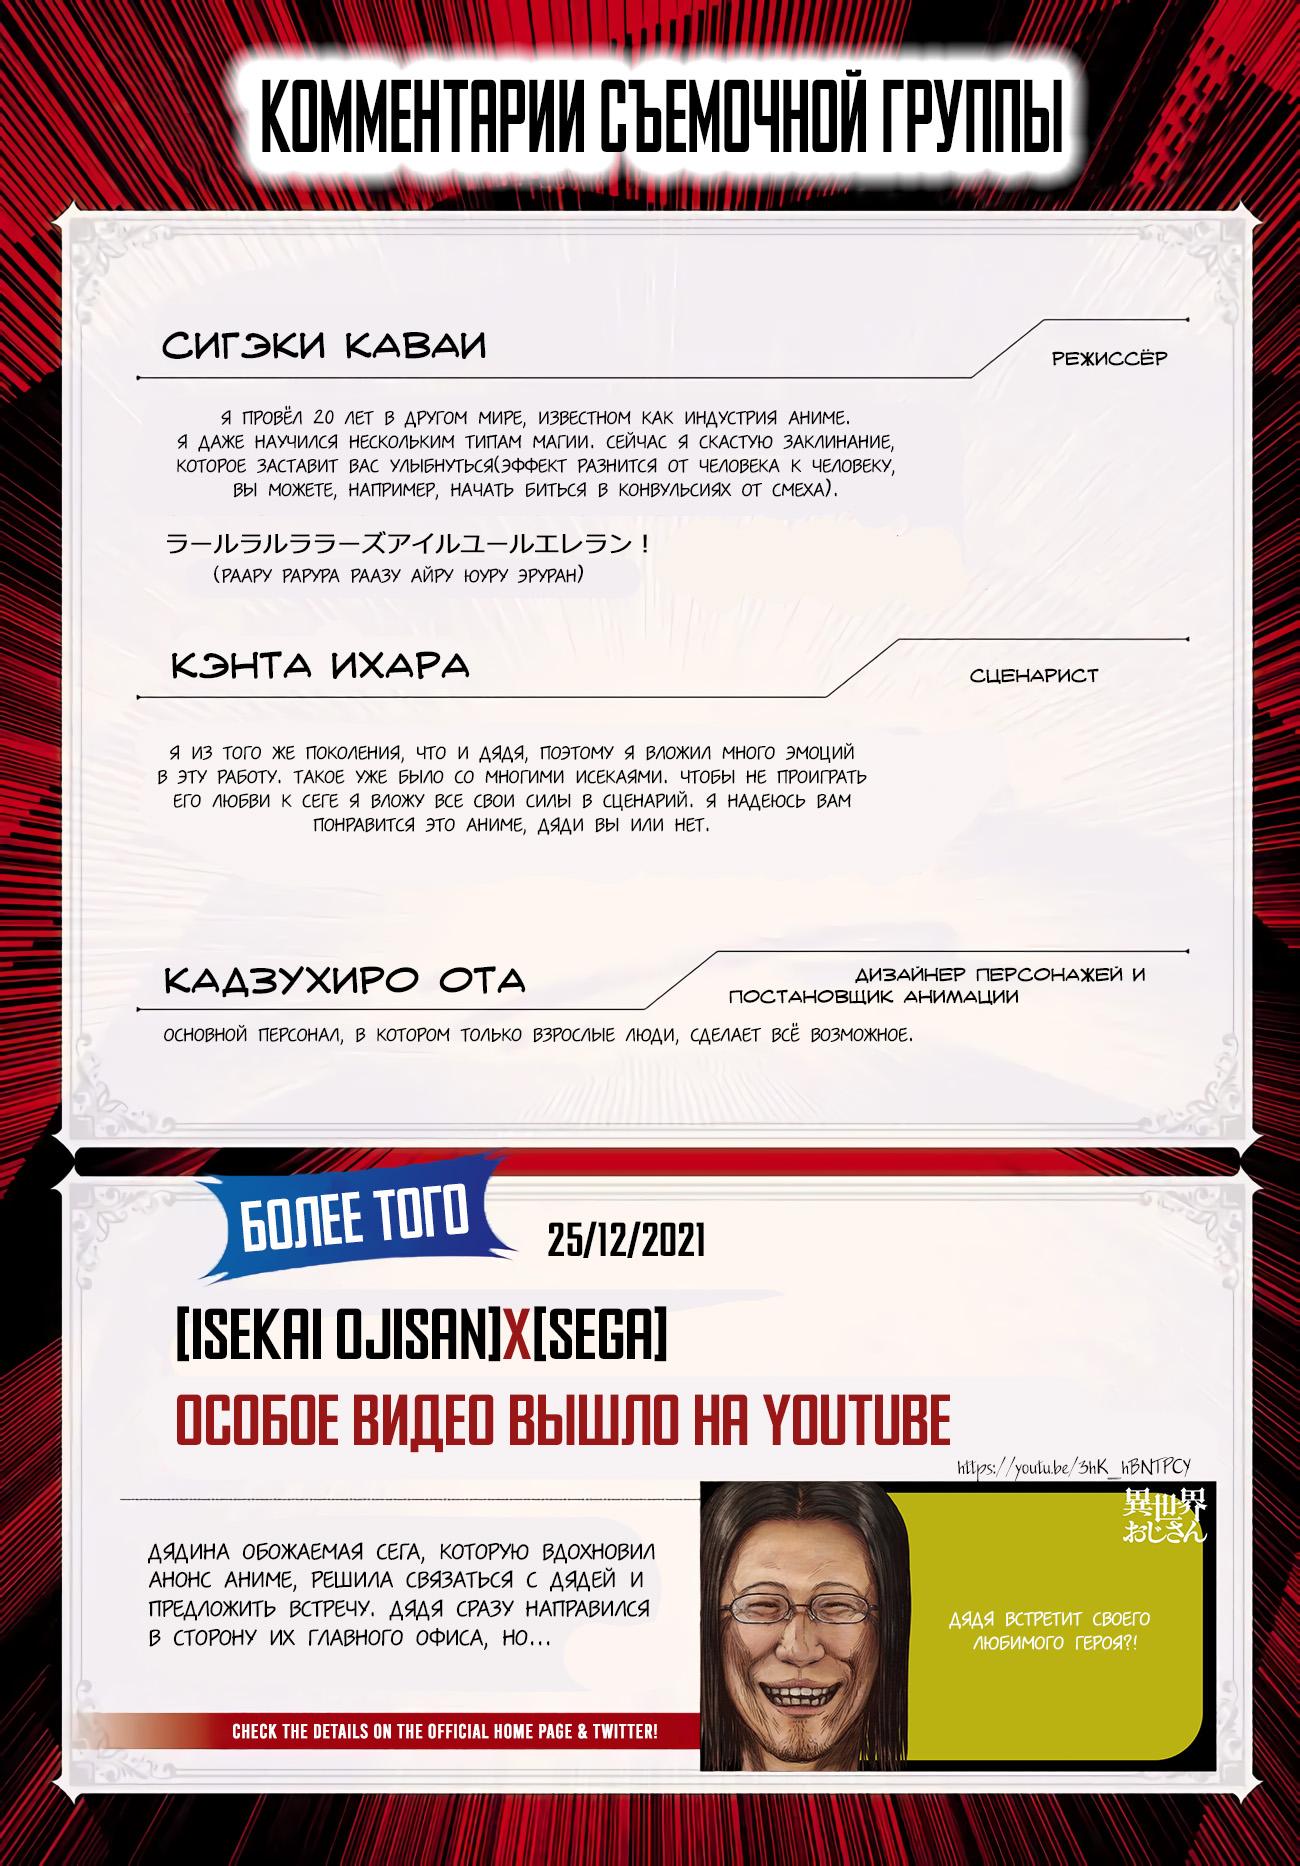 КОММЕНТАРИИ СЪЕМОЧНОЙ ГРУППЫ
СИГЭКИ КАВАИ
РЕЖИССЁР
Я ПРОВЁЛ 20 ЛЕТ В ДРУГОМ МИРЕ, ИЗВЕСТНОМ КАК ИНДУСТРИЯ АНИМЕ.
Я ДАЖЕ НАУЧИЛСЯ НЕСКОЛЬКИМ ТИПАМ МАГИИ. СЕЙЧАС Я СКАСТУЮ ЗАКЛИНАНИЕ,
КОТОРОЕ ЗАСТАВИТ ВАС УЛЫБНУТЬСЯ(ЭФФЕКТ РАЗНИТСЯ ОТ ЧЕЛОВЕКА К ЧЕЛОВЕКУ,
ВЫ МОЖЕТЕ, НАПРИМЕР, НАЧАТЬ БИТЬСЯ В КОНВУЛЬСИЯХ ОТ СМЕХА).
ラールラルララーズアイルユールエレラン！
(РААРУ РАРУРА РААЗУ АЙРУ ЮУРУ ЭРУРАН)
КЭНТА ИХАРА
СЦЕНАРИСТ
Я ИЗ ТОГО ЖЕ ПОКОЛЕНИЯ, ЧТО И ДЯДЯ, ПОЭТОМУ Я ВЛОЖИЛ МНОГО ЭМОЦИЙ
В ЭТУ РАБОТУ. ТАКОЕ УЖЕ БЫЛО СО МНОГИМИ ИСЕКАЯМИ. ЧТОБЫ НЕ ПРОИГРАТЬ
ЕГО ЛЮБВИ К СЕГЕ Я ВЛОЖУ ВСЕ СВОИ СИЛЫ В СЦЕНАРИЙ. Я НАДЕЮСЬ ВАМ
ПОНРАВИТСЯ ЭТО АНИМЕ, ДЯДИ ВЫ ИЛИ НЕТ.
КАДЗУХИРО ОТА
ДИЗАЙНЕР ПЕРСОНАЖЕЙ И
ПОСТАНОВЩИК АНИМАЦИИ
ОСНОВНОЙ ПЕРСОНАЛ, В КОТОРОМ ТОЛЬКО ВЗРОСЛЫЕ ЛЮДИ, СДЕЛАЕТ ВСЁ ВОЗМОЖНОЕ.
БОЛЕЕ ТОГО
25/12/2021
[ISEKAI OJISAN]X[SEGA]
ОСОБОЕ ВИДЕО ВЫШЛО НА YOUTUBE
https://youtu.be/3hK_hBNTPCY
異世界
おじさん
ДЯДИНА ОБОЖАЕМАЯ СЕГА, КОТОРУЮ ВДОХНОВИЛ
АНОНС АНИМЕ, РЕШИЛА СВЯЗАТЬСЯ С ДЯДЕЙ И
ПРЕДЛОЖИТЬ ВСТРЕЧУ. ДЯДЯ СРАЗУ НАПРАВИЛСЯ
В СТОРОНУ ИХ ГЛАВНОГО ОФИСА, НО...
ДЯДЯ ВСТРЕТИТ СВОЕГО
ЛЮБИМОГО ГЕРОЯ?!
CHECK THE DETAILS ON THE OFFICIAL HOME PAGE & TWITTER!